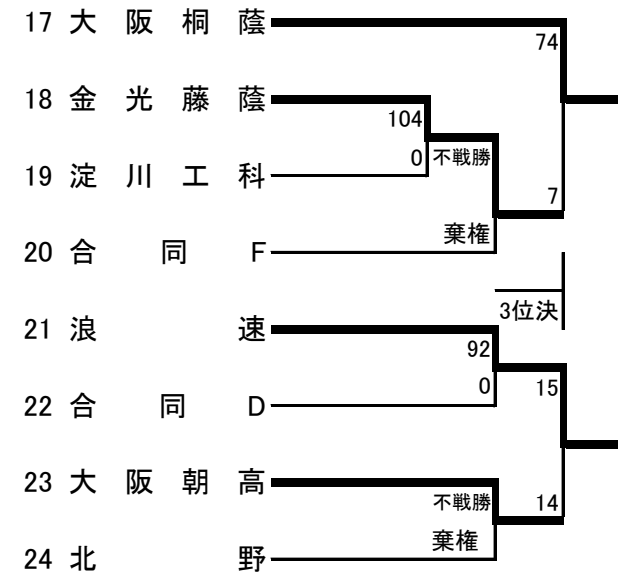 17 大阪桐蔭
74
18 金光藤蔭
104
0 不戦勝
19 淀川工科
7
棄権
20 合同F
3位決
21 浪速
92
0 15
22 合同D
23 大阪朝高
不戦勝 14
棄権
24 北野